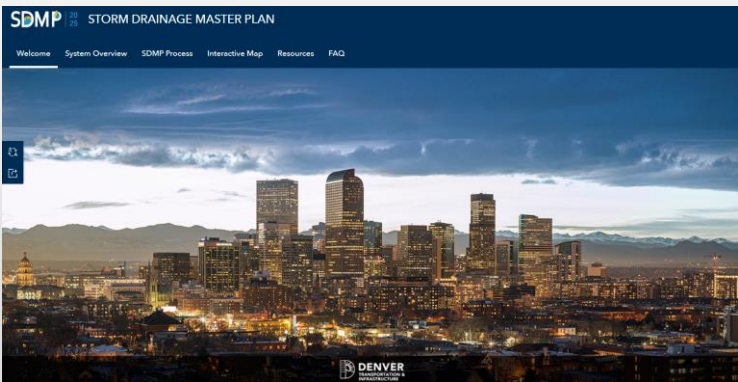 SDMP 20 25 STORM DRAINAGE MASTER PLAN
Welcome System Overview SDMP Process Interactive Map Resources FAQ
DENVER
TRANSPORTATION &
INFRASTRUCTURE